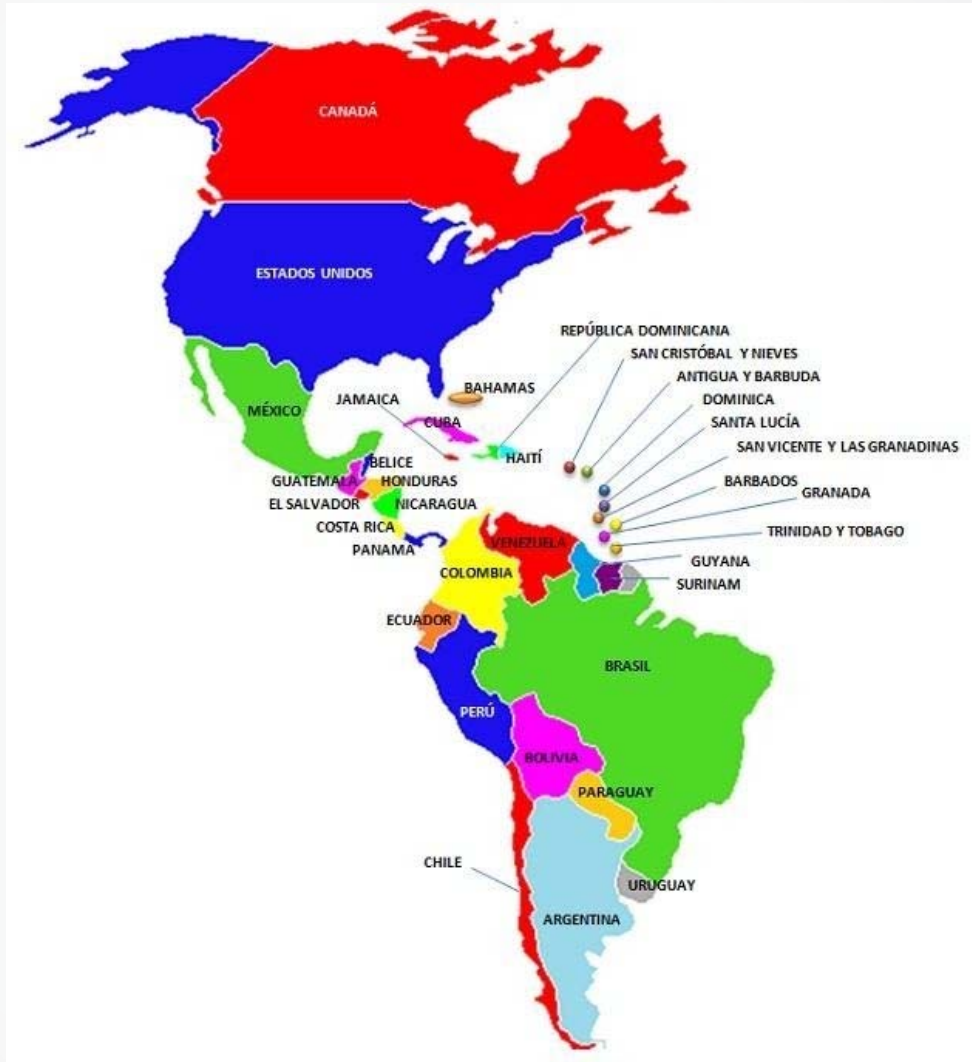 CANADÁ
ESTADOS UNIDOS
REPÚBLICA DOMINICANA
SAN CRISTÓBAL Y NIEVES
ANTIGUA Y BARBUDA
BAHAMAS
JAMAICA
DOMINICA
MÉXICO
CUBA
SANTA LUCÍA
SAN VICENTE Y LAS GRANADINAS
HAITÍ
BELICE
GUATEMALA
HONDURAS
BARBADOS
GRANADA
EL SALVADOR
NICARAGUA
COSTA RICA
TRINIDAD Y TOBAGO
PANAMA
VENEZUELA
GUYANA
COLOMBIA
SURINAM
ECUADOR
BRASIL
PERÚ
BOLIVIA
PARAGUAY
CHILE
URUGUAY
ARGENTINA